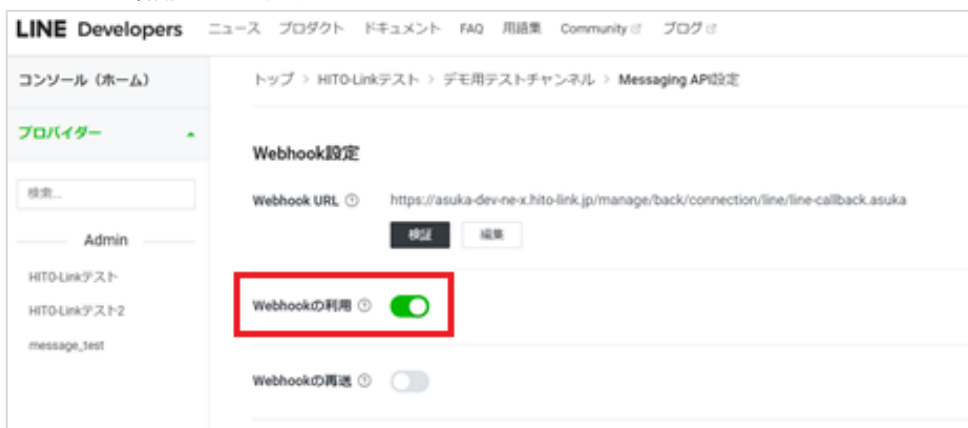 LINE Developers ニュース プロダクト ドキュメント FAQ 用語集 Community ブログ
コンソール（ホーム）
トップ > HITO-Linkテスト > デモ用テストチャンネル > Messaging API設定
プロバイダー
Webhook設定
検索...
Webhook URL https://asuka-dev-ne-x.hito-link.jp/manage/back/connection/line/line-callback.asuka
検証 編集
Admin
HITO-Linkテスト
Webhookの利用
HITO-Linkテスト2
message_test
Webhookの再送